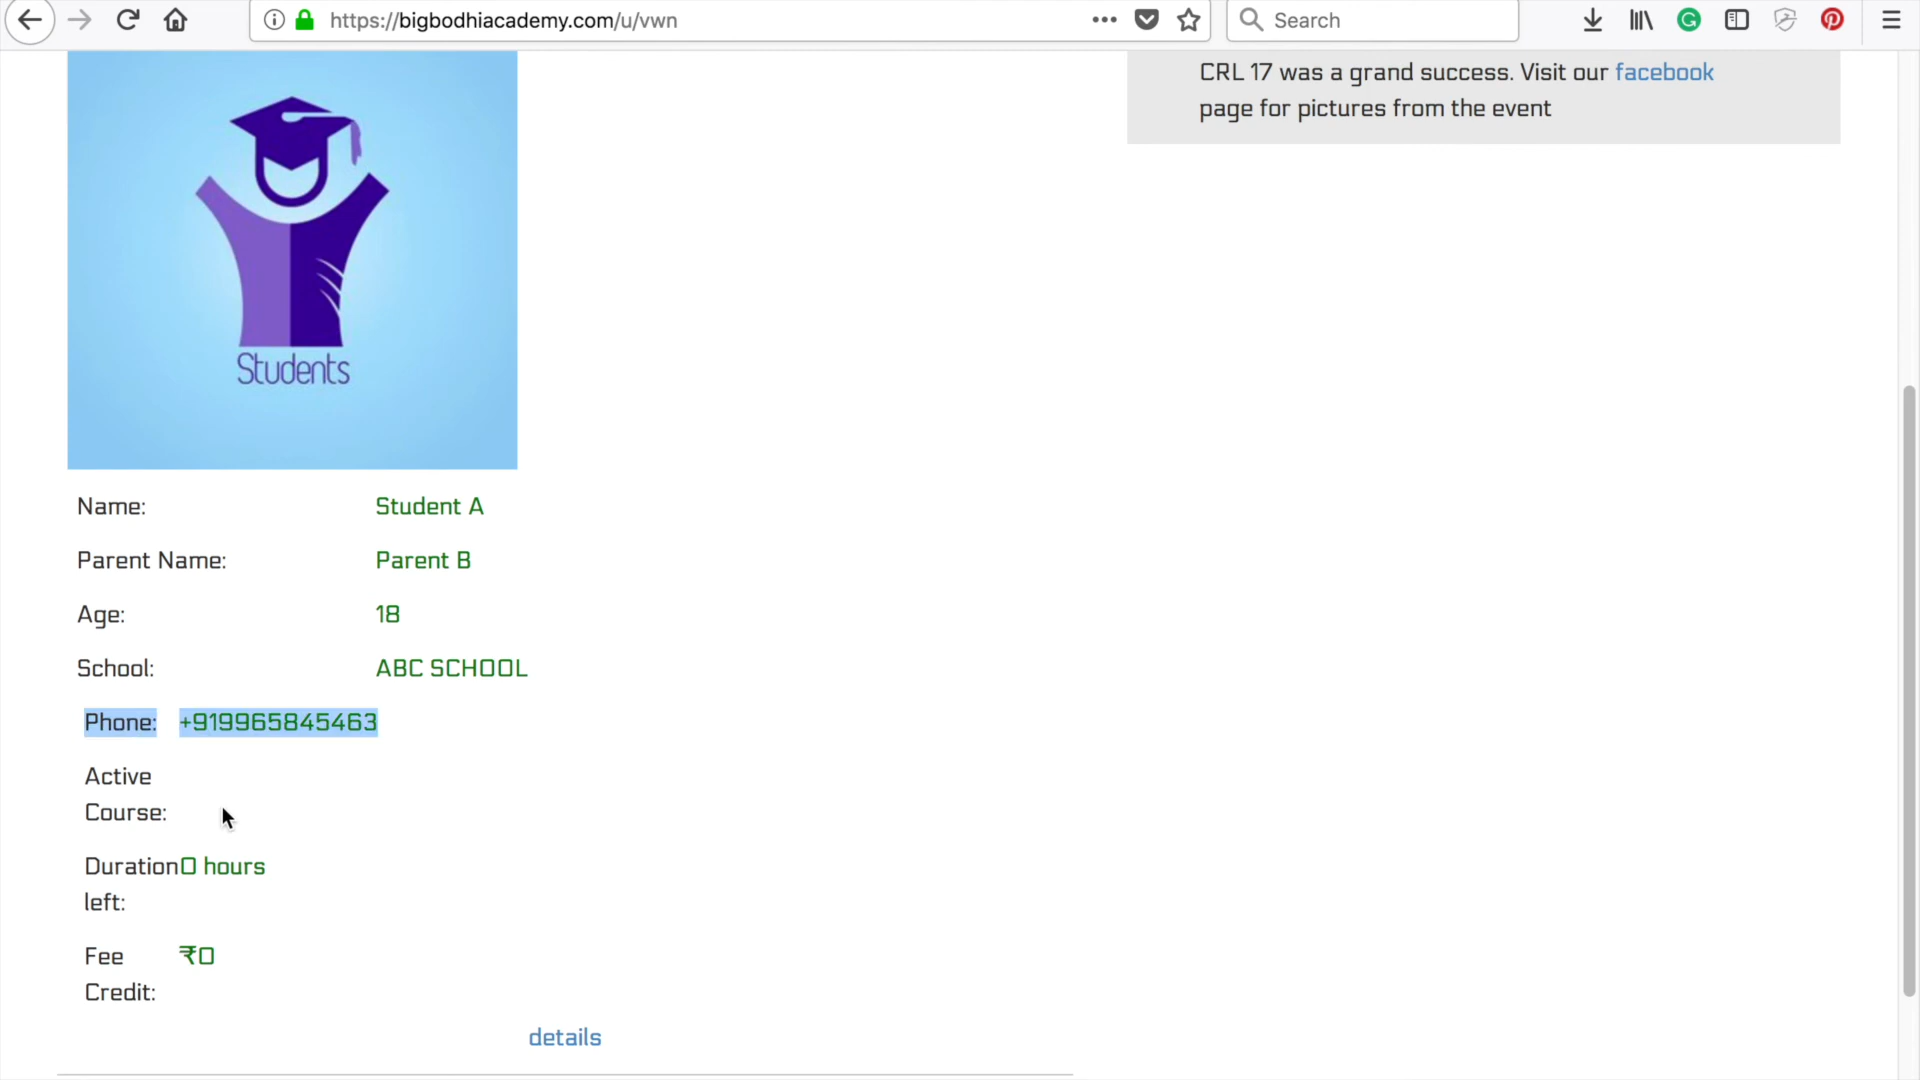 https://bigbodhiacademy.com/u/vwn
Search
CRL 17 was a grand success. Visit our facebook
page for pictures from the event
Students
Name: Student A
Parent Name: Parent B
Age: 18
School: ABC SCHOOL
Phone: +919965845463
Active
Course:
Duration 0 hours
left:
Fee ₹0
Credit:
details